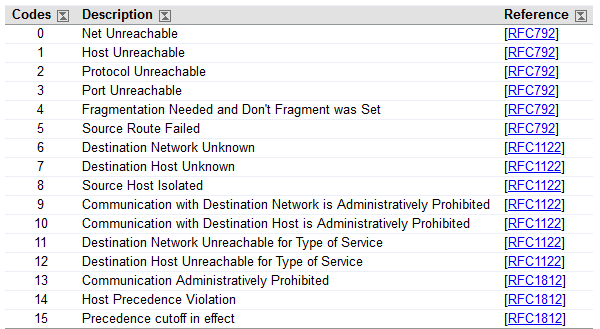 Codes Description Reference
0 Net Unreachable [RFC792]
1 Host Unreachable [RFC792]
2 Protocol Unreachable [RFC792]
3 Port Unreachable [RFC792]
4 Fragmentation Needed and Don't Fragment was Set [RFC792]
5 Source Route Failed [RFC792]
6 Destination Network Unknown [RFC1122]
7 Destination Host Unknown [RFC1122]
8 Source Host Isolated [RFC1122]
9 Communication with Destination Network is Administratively Prohibited [RFC1122]
10 Communication with Destination Host is Administratively Prohibited [RFC1122]
11 Destination Network Unreachable for Type of Service [RFC1122]
12 Destination Host Unreachable for Type of Service [RFC1122]
13 Communication Administratively Prohibited [RFC1812]
14 Host Precedence Violation [RFC1812]
15 Precedence cutoff in effect [RFC1812]